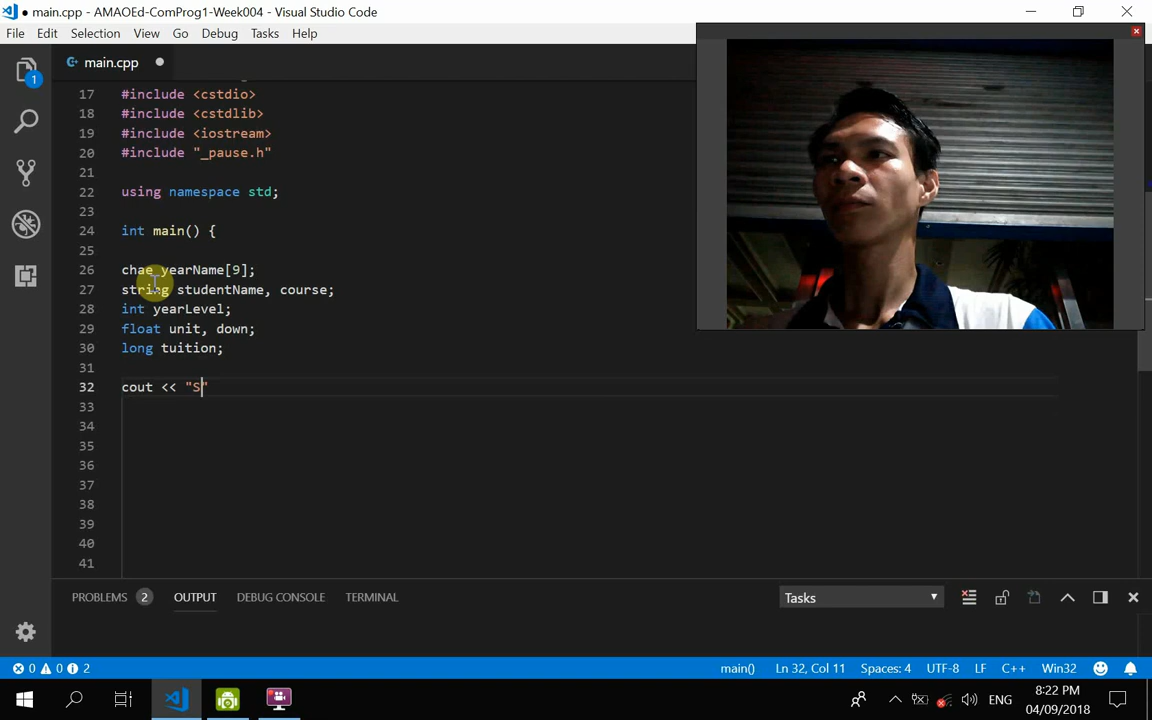 main.cpp - AMAOEd-ComProg1-Week004 - Visual Studio Code
File Edit Selection View Go Debug Tasks Help
1
main.cpp
17 #include <cstdio>
18 #include <cstdlib>
19 #include <iostream>
20 #include "_pause.h"
21
22 using namespace std;
23
24 int main() {
25
26 chae yearName[9];
27 string studentName, course;
28 int yearLevel;
29 float unit, down;
30 long tuition;
31
32 cout << "S"
33
34
35
36
37
38
39
40
41
PROBLEMS 2 OUTPUT DEBUG CONSOLE TERMINAL Tasks
0 0 2 main() Ln 32, Col 11 Spaces: 4 UTF-8 LF C++ Win32
ENG 8:22 PM
04/09/2018